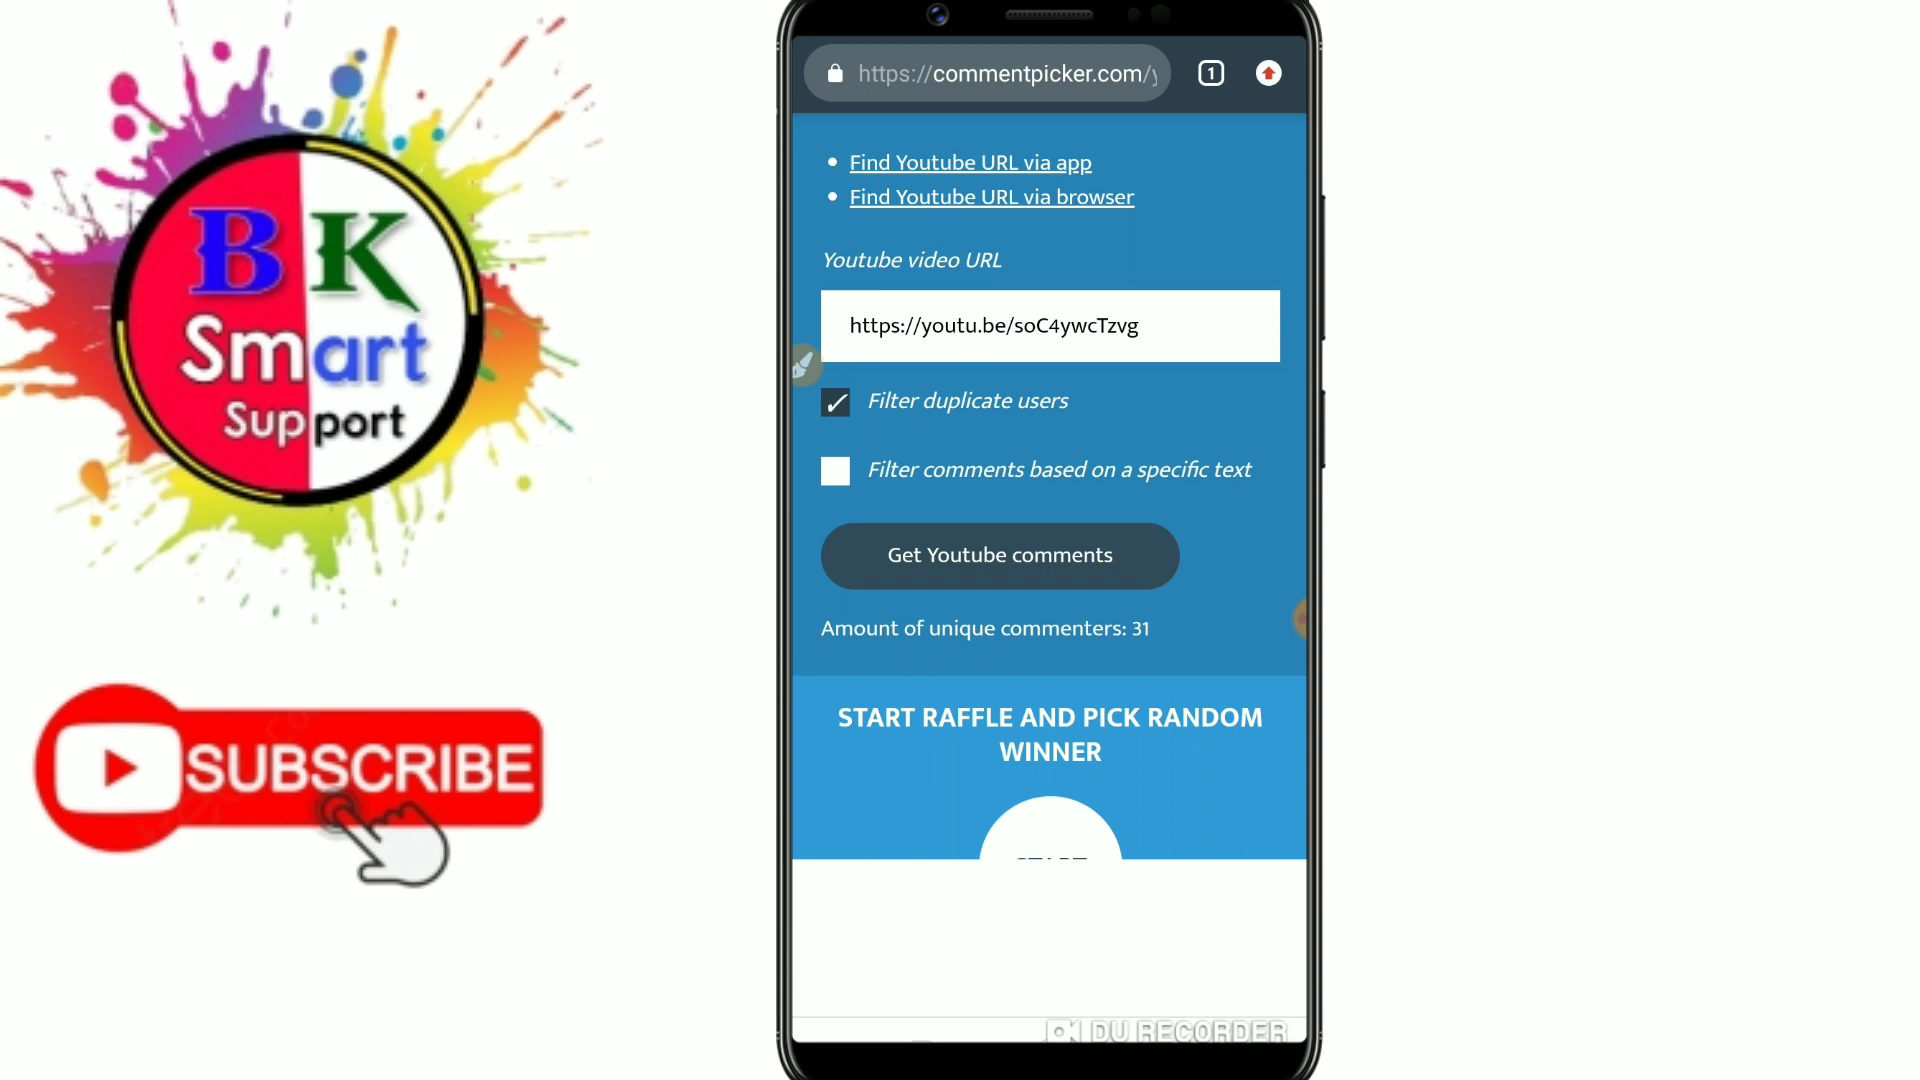 B K
Smart
Support
SUBSCRIBE
https://commentpicker.com/y
1
Find Youtube URL via app
Find Youtube URL via browser
Youtube video URL
https://youtu.be/soC4ywcTzvg
Filter duplicate users
Filter comments based on a specific text
Get Youtube comments
Amount of unique commenters: 31
START RAFFLE AND PICK RANDOM
WINNER
START
DU RECORDER